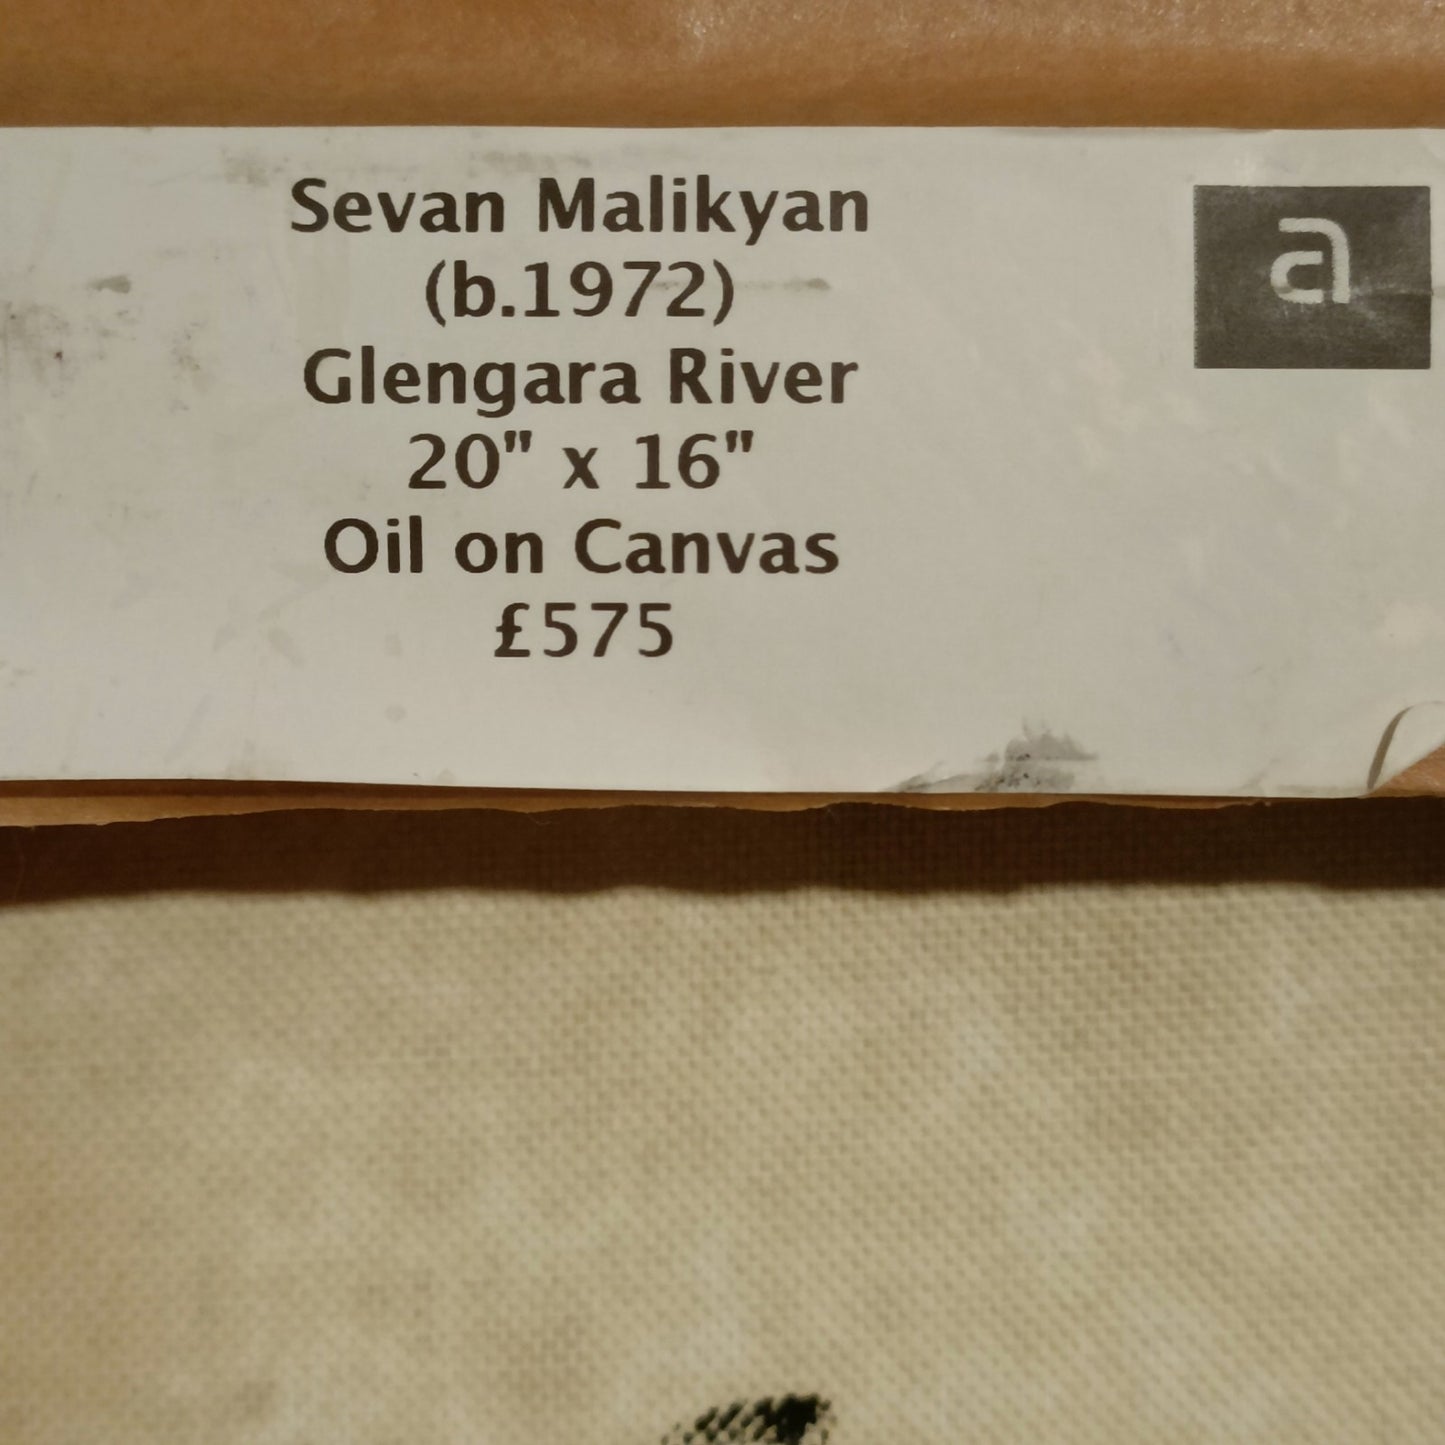 Sevan Malikyan
(b.1972)
Glengara River
20" x 16"
Oil on Canvas
£575
a